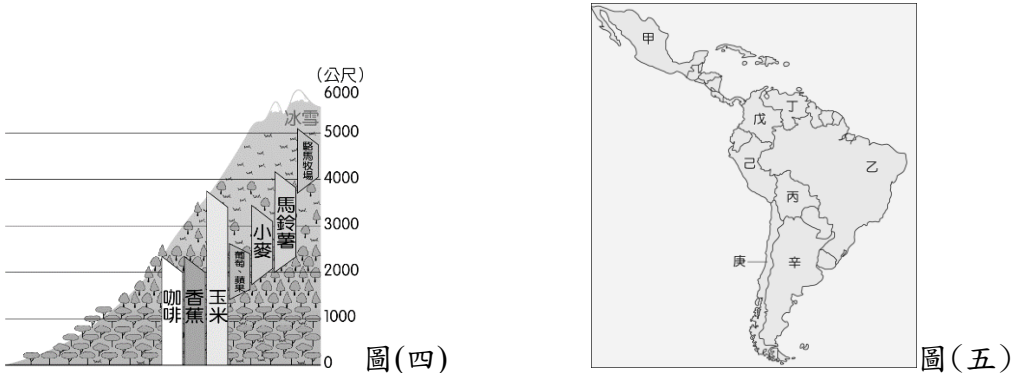 （公尺）
6000
冰雪
5000
駱馬牧場
4000
馬鈴薯
3000
小麥
葡萄、蘋果
2000
玉米
香蕉
咖啡
1000
0
圖(四)
甲
丁
戊
己
乙
丙
庚
辛
圖(五)